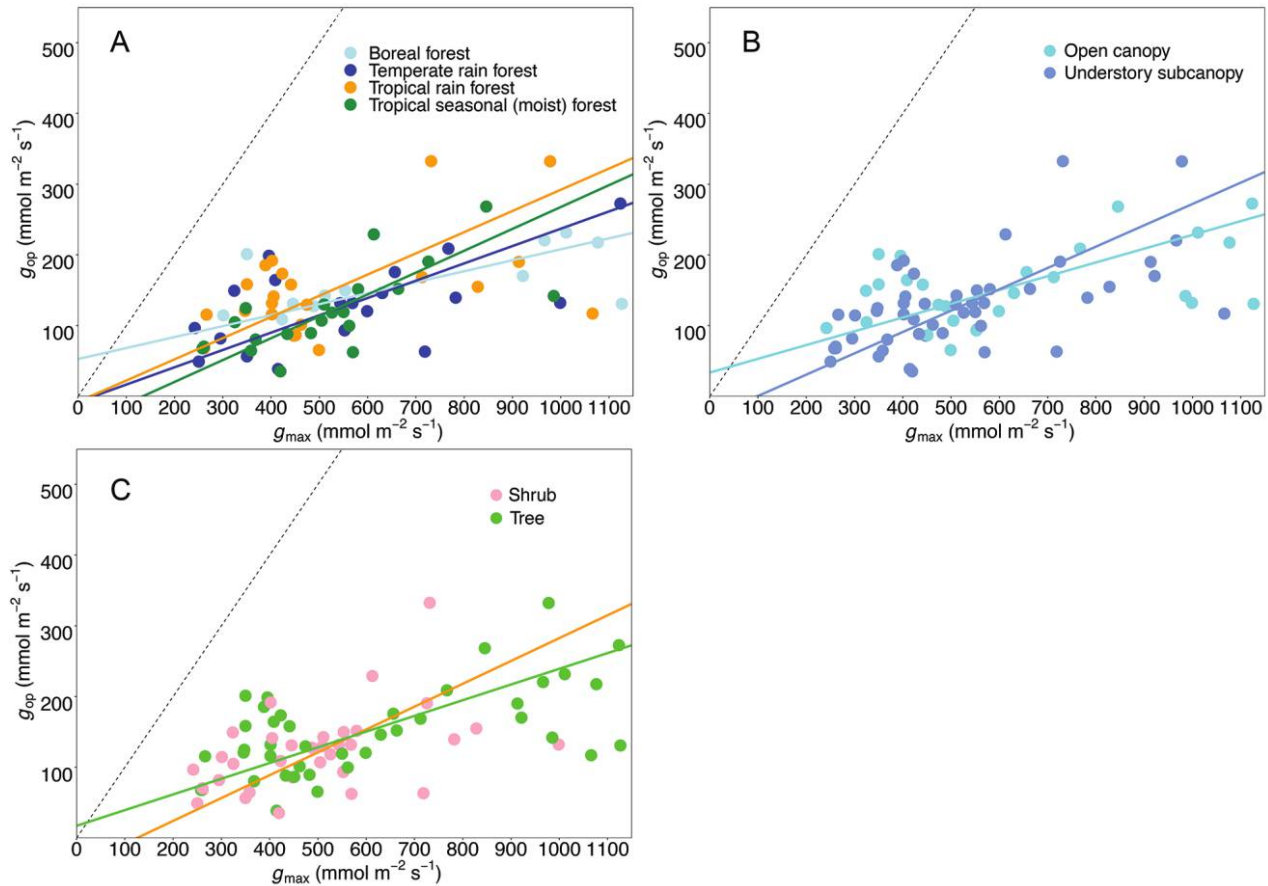 A
Boreal forest
Temperate rain forest
Tropical rain forest
Tropical seasonal (moist) forest
500
400
300
200
100
gop (mmol m−2 s−1)
0 100 200 300 400 500 600 700 800 900 1000 1100
gmax (mmol m−2 s−1)
B
Open canopy
Understory subcanopy
500
400
300
200
100
gop (mmol m−2 s−1)
0 100 200 300 400 500 600 700 800 900 1000 1100
gmax (mmol m−2 s−1)
C
Shrub
Tree
500
400
300
200
100
gop (mmol m−2 s−1)
0 100 200 300 400 500 600 700 800 900 1000 1100
gmax (mmol m−2 s−1)